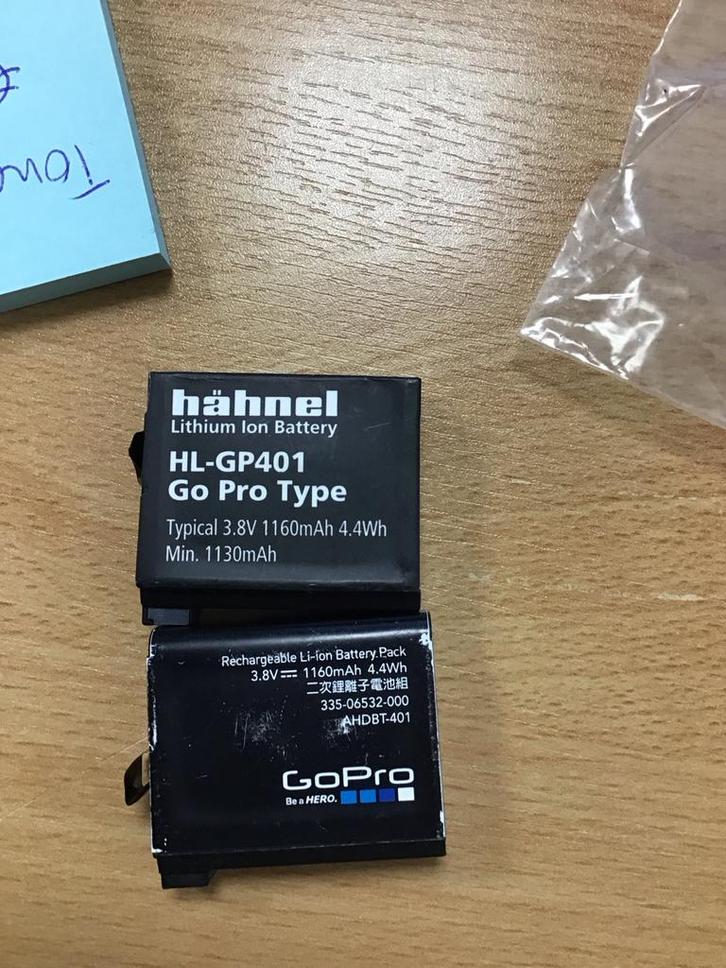 hähnel
Lithium Ion Battery
HL-GP401
Go Pro Type
Typical 3.8V 1160mAh 4.4Wh
Min. 1130mAh
Rechargeable Li-ion Battery Pack
3.8V⎓ 1160mAh 4.4Wh
二次鋰離子電池組
335-06532-000
AHDBT-401
GoPro
Be a HERO.